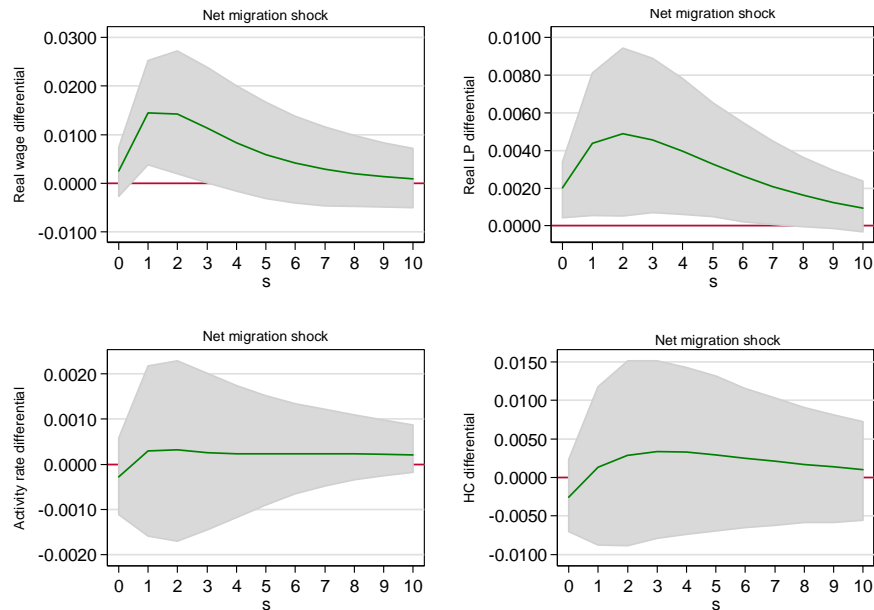 Net migration shock
Real wage differential
0.0300
0.0200
0.0100
0.0000
-0.0100
0 1 2 3 4 5 6 7 8 9 10
s
Net migration shock
Real LP differential
0.0100
0.0080
0.0060
0.0040
0.0020
0.0000
0 1 2 3 4 5 6 7 8 9 10
s
Net migration shock
Activity rate differential
0.0020
0.0010
0.0000
-0.0010
-0.0020
0 1 2 3 4 5 6 7 8 9 10
s
Net migration shock
HC differential
0.0150
0.0100
0.0050
0.0000
-0.0050
-0.0100
0 1 2 3 4 5 6 7 8 9 10
s